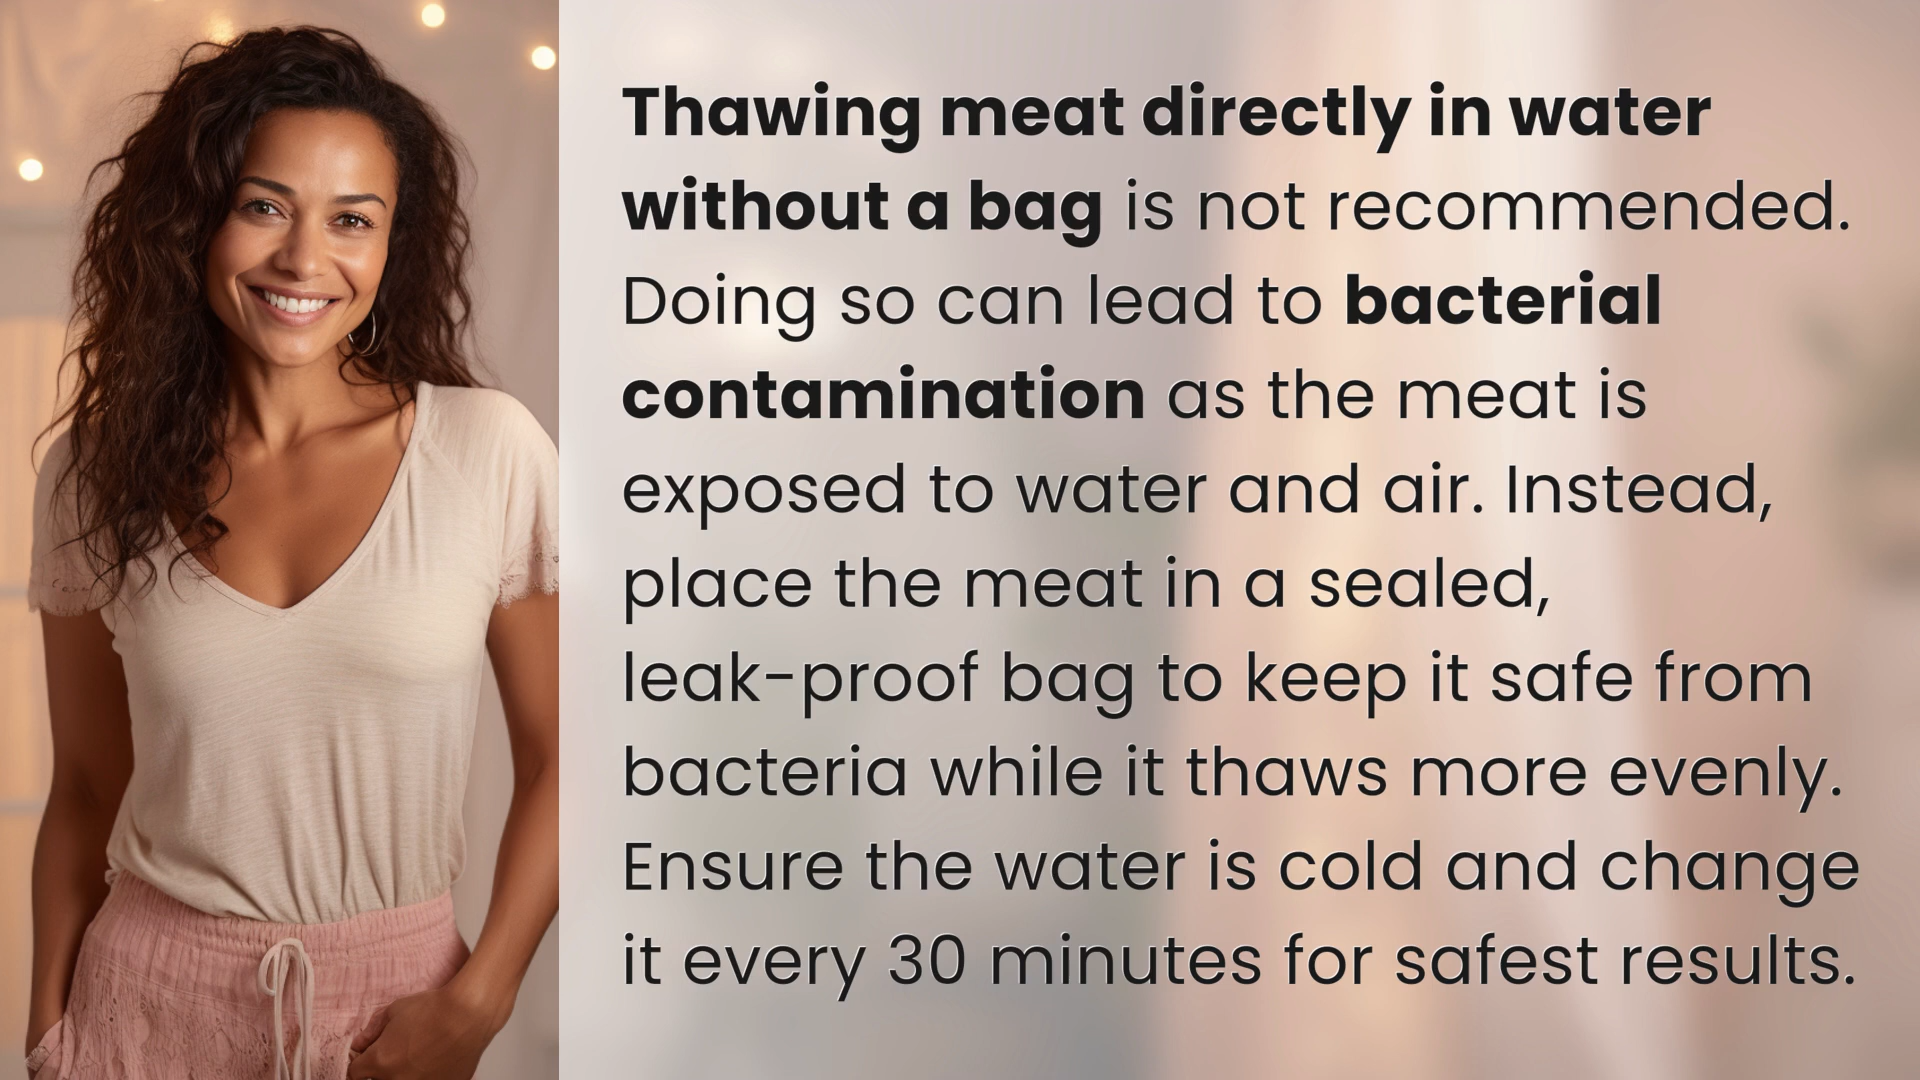 Thawing meat directly in water
without a bag is not recommended.
Doing so can lead to bacterial
contamination as the meat is
exposed to water and air. Instead,
place the meat in a sealed,
leak-proof bag to keep it safe from
bacteria while it thaws more evenly.
Ensure the water is cold and change
it every 30 minutes for safest results.